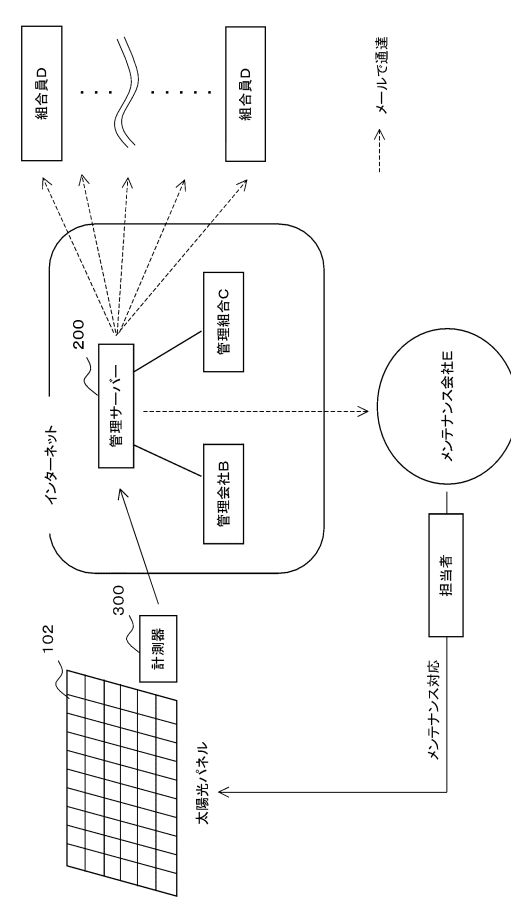 102
太陽光パネル
300
計測器
インターネット
200
管理サーバー
管理会社B
管理組合C
組合員D
・・・・
・・・・・
組合員D
メールで通達
メンテナンス会社E
担当者
メンテナンス対応